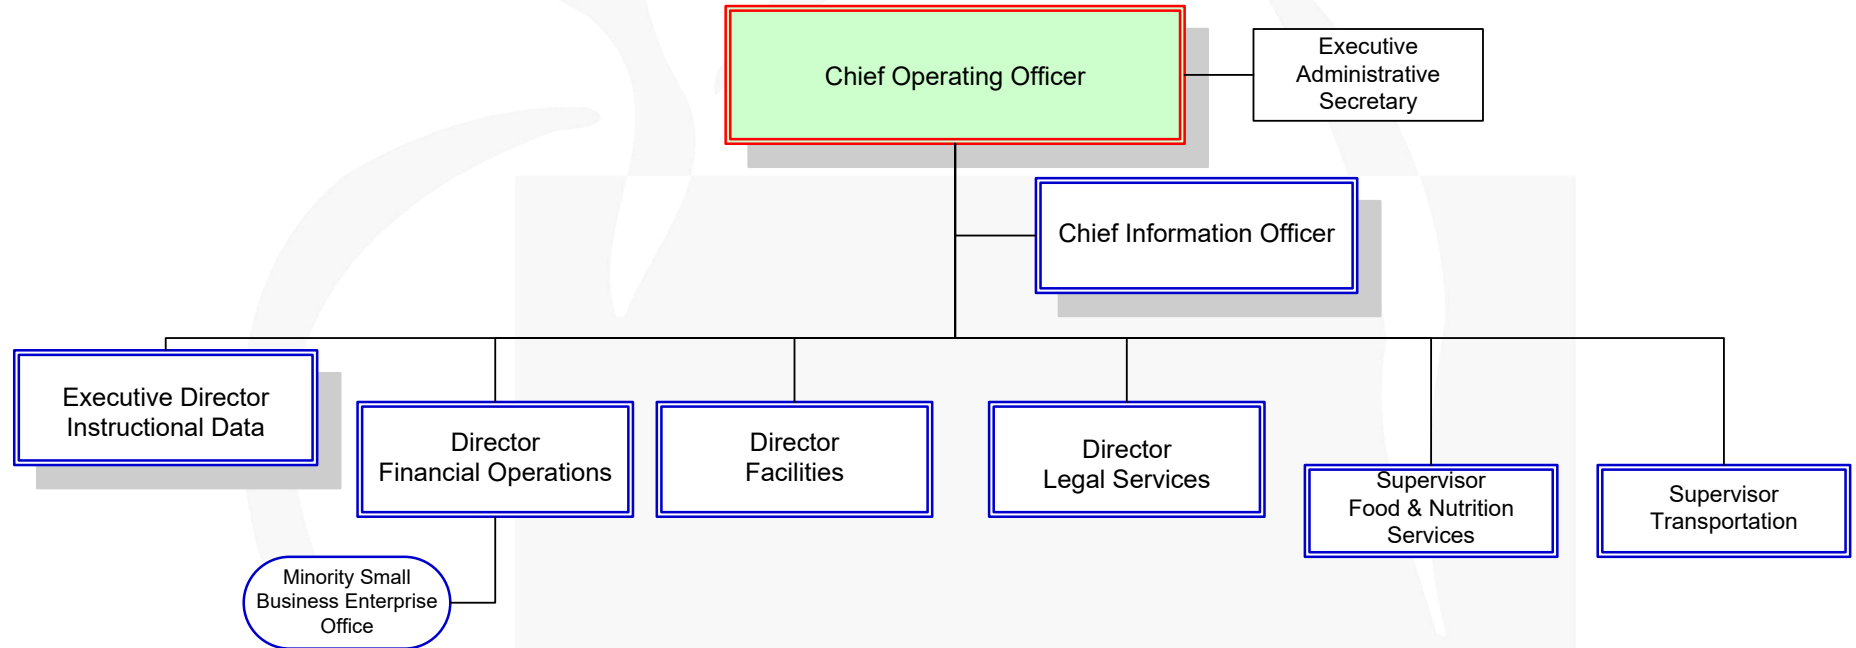 Chief Operating Officer
Executive
Administrative
Secretary
Chief Information Officer
Executive Director
Instructional Data
Director
Financial Operations
Director
Facilities
Director
Legal Services
Supervisor
Food & Nutrition
Services
Supervisor
Transportation
Minority Small
Business Enterprise
Office